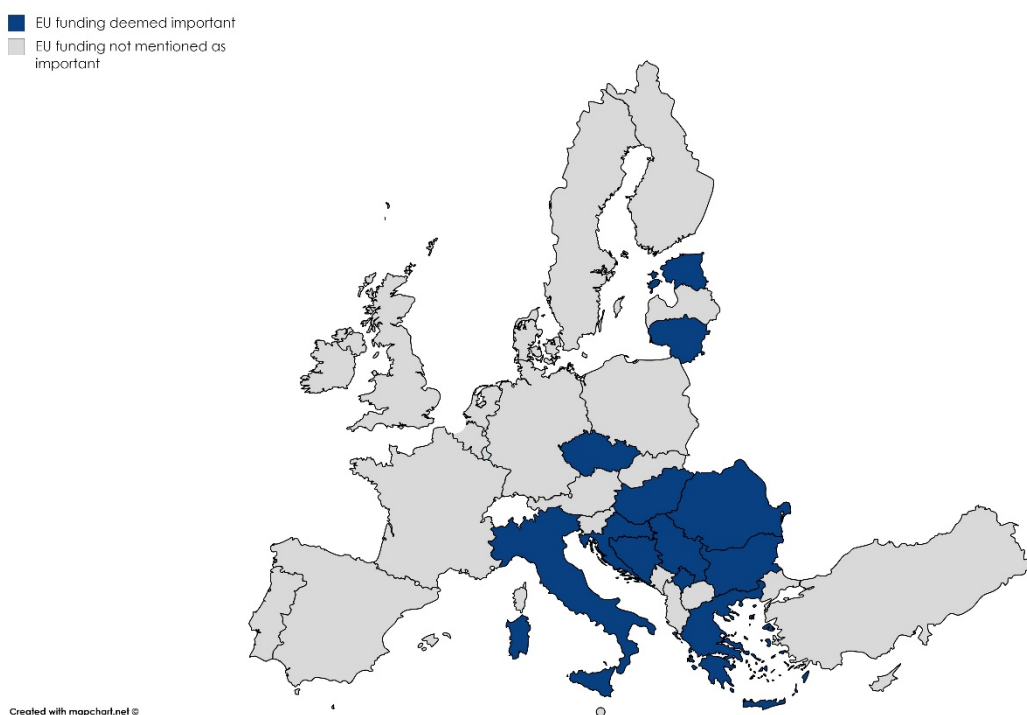 EU funding deemed important
EU funding not mentioned as
important
Created with mapchart.net ©